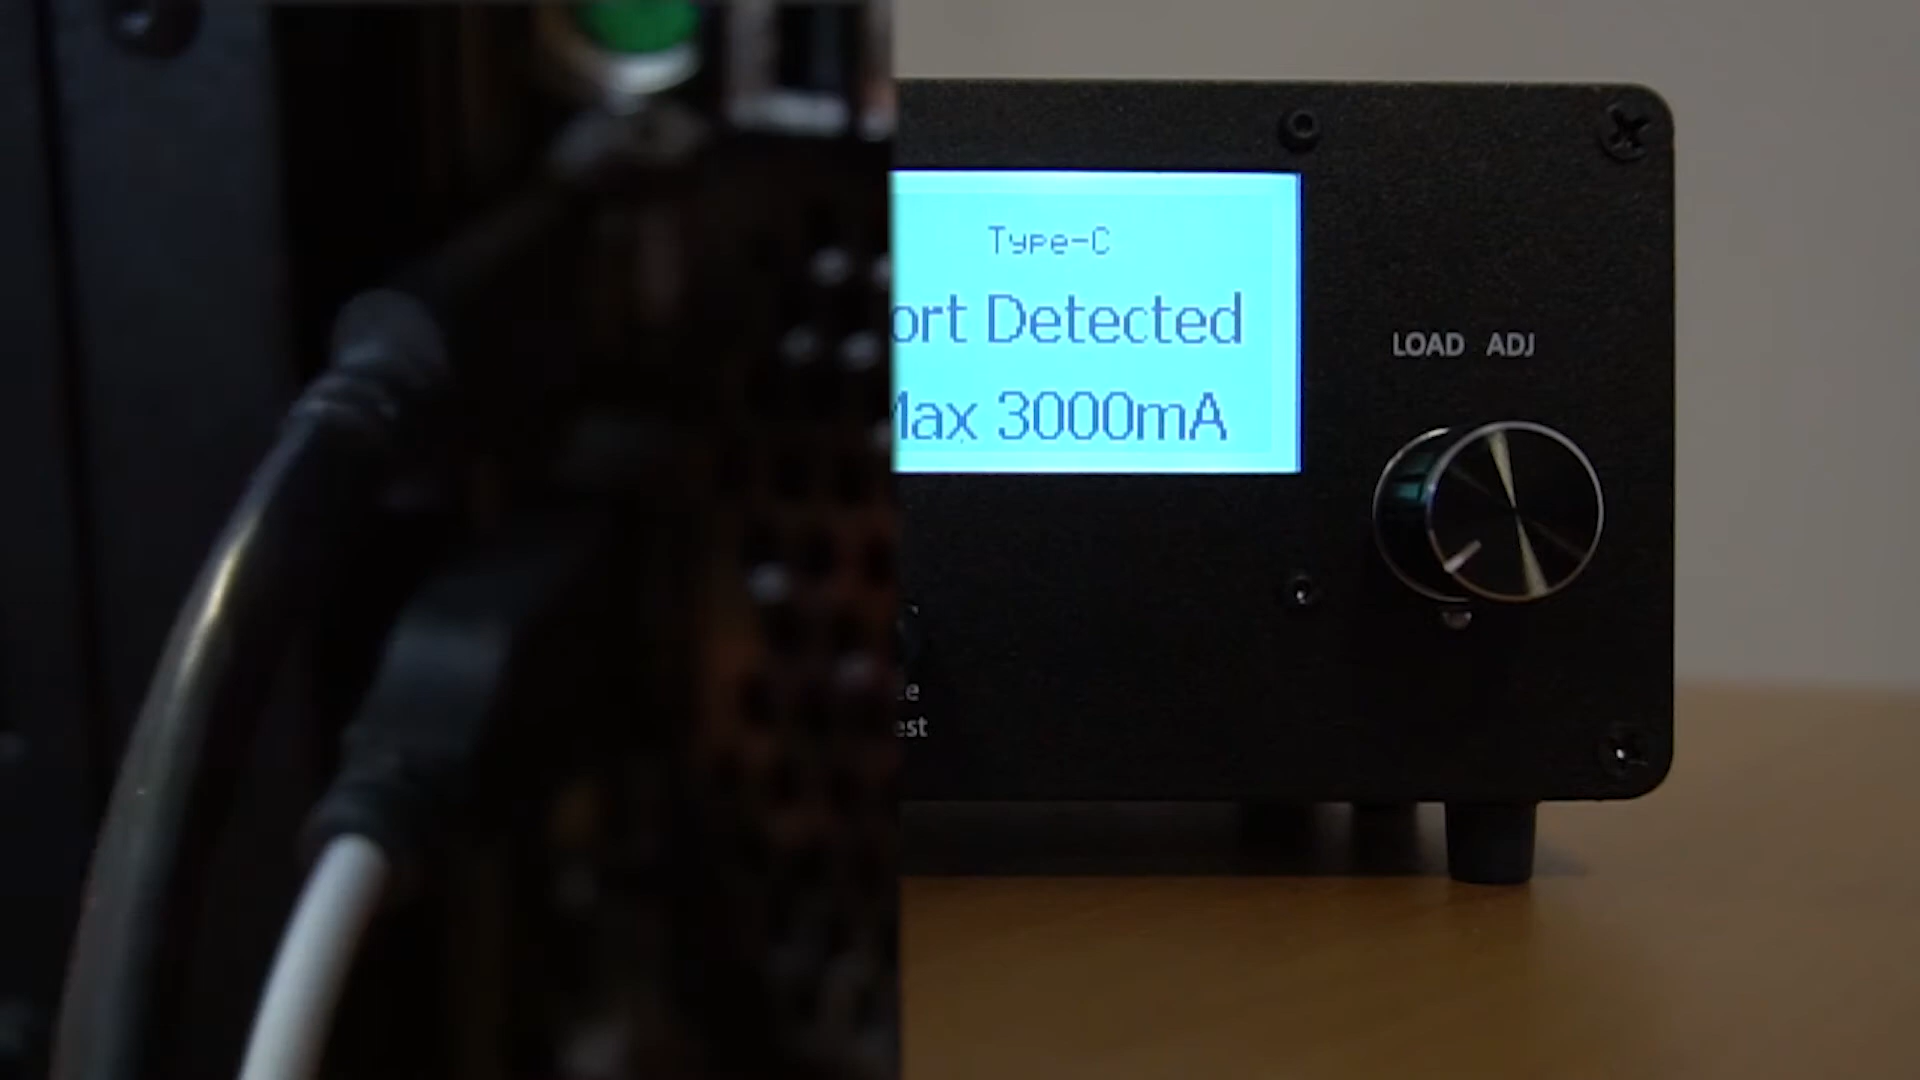 Type-C
ort Detected
Max 3000mA
LOAD ADJ
est